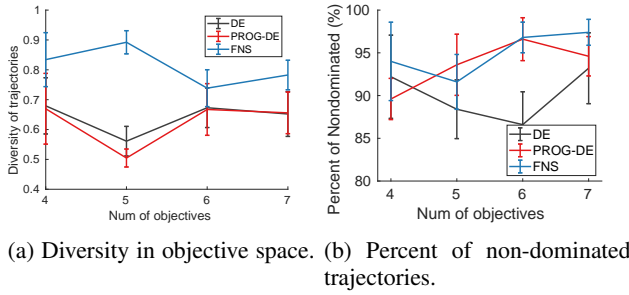 (a)
1
0.9
0.8
0.7
0.6
0.5
0.4
Diversity of trajectories
DE
PROG-DE
FNS
4
5
6
7
Num of objectives
100
95
90
85
80
Percent of Nondominated (%)
DE
PROG-DE
FNS
4
5
6
7
Num of objectives
(a) Diversity in objective space.
(b) Percent of non-dominated
trajectories.